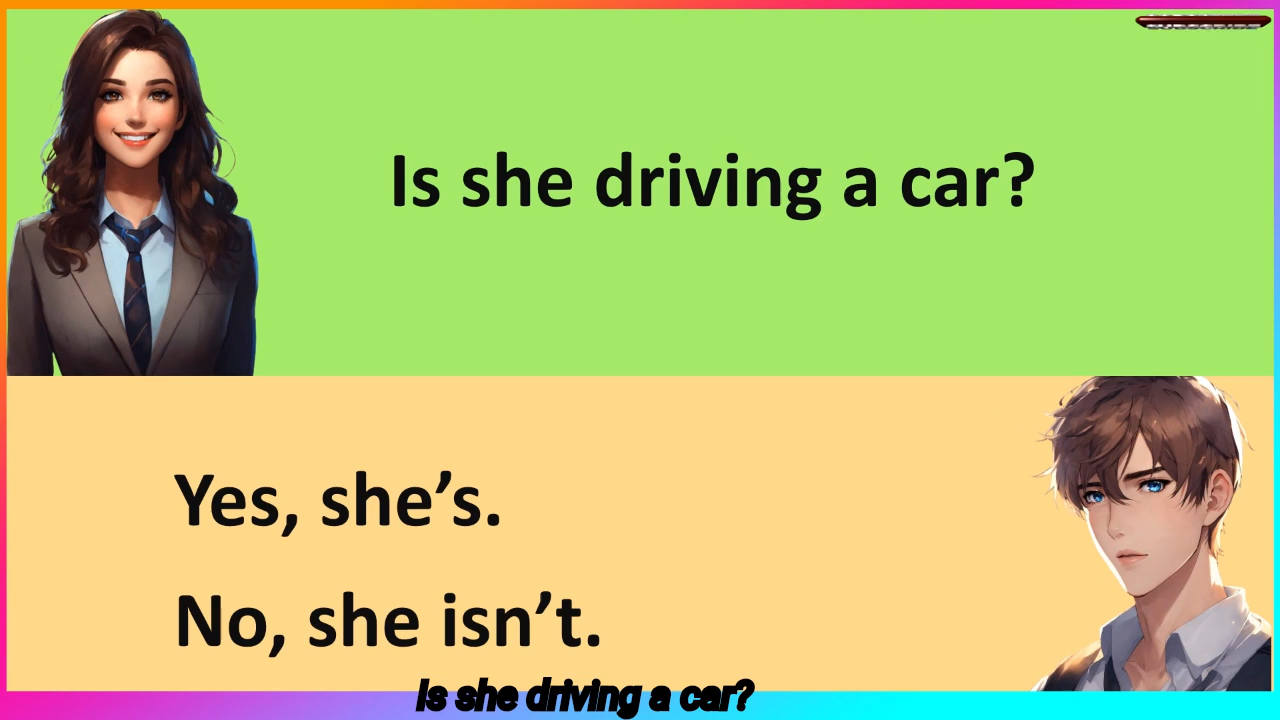 Is she driving a car?
Yes, she’s.
No, she isn’t.
Is she driving a car?